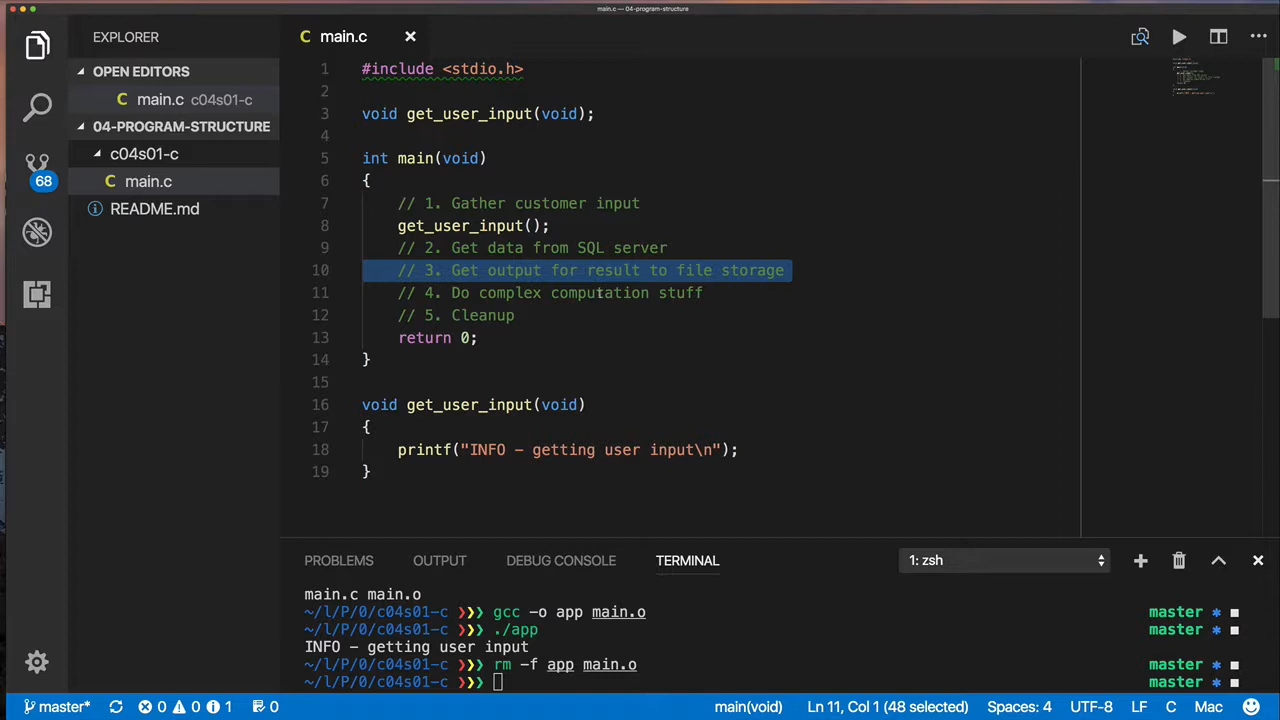 main.c — 04-program-structure
EXPLORER
OPEN EDITORS
C main.c c04s01-c
04-PROGRAM-STRUCTURE
c04s01-c
C main.c
README.md
68
C main.c
1 #include <stdio.h>
2
3 void get_user_input(void);
4
5 int main(void)
6 {
7 // 1. Gather customer input
8 get_user_input();
9 // 2. Get data from SQL server
10 // 3. Get output for result to file storage
11 // 4. Do complex computation stuff
12 // 5. Cleanup
13 return 0;
14 }
15
16 void get_user_input(void)
17 {
18 printf("INFO - getting user input\n");
19 }
PROBLEMS OUTPUT DEBUG CONSOLE TERMINAL 1: zsh
main.c main.o
~/l/P/0/c04s01-c ❯❯❯ gcc -o app main.o master * ■
~/l/P/0/c04s01-c ❯❯❯ ./app master * ■
INFO - getting user input
~/l/P/0/c04s01-c ❯❯❯ rm -f app main.o master * ■
~/l/P/0/c04s01-c ❯❯❯ master * ■
master* 0 0 1 0 main(void) Ln 11, Col 1 (48 selected) Spaces: 4 UTF-8 LF C Mac